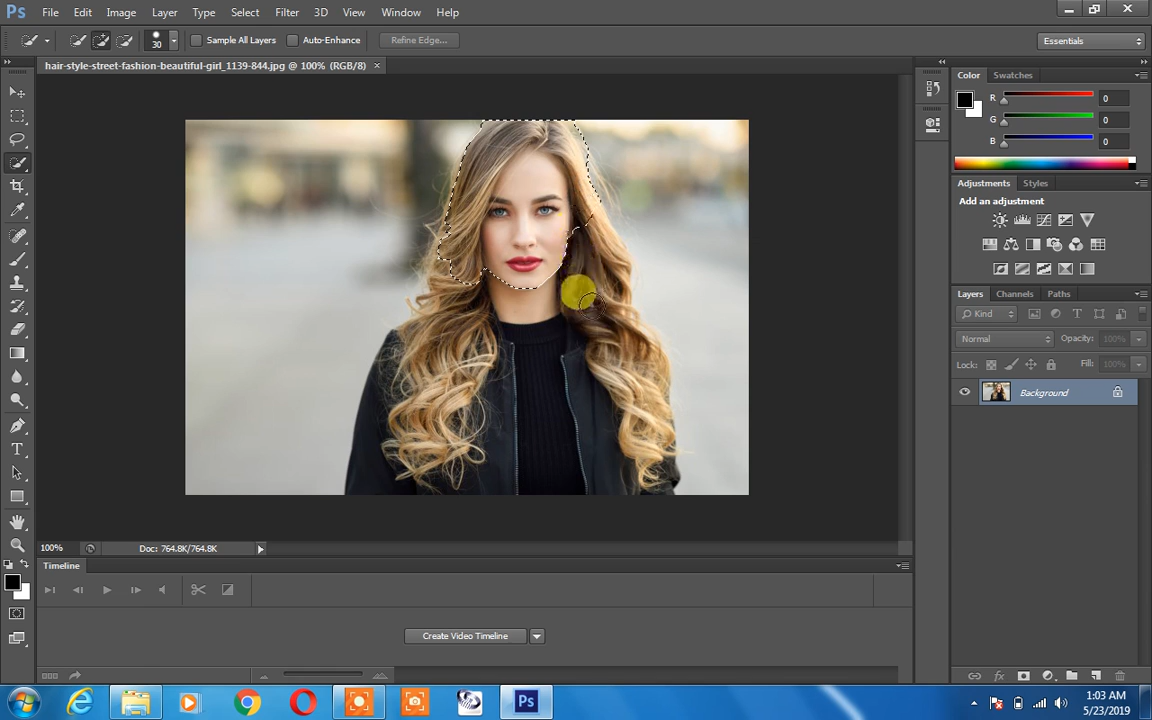 Ps File Edit Image Layer Type Select Filter 3D View Window Help
30 Sample All Layers Auto-Enhance Refine Edge... Essentials
hair-style-street-fashion-beautiful-girl_1139-844.jpg @ 100% (RGB/8) ×
Color Swatches
R 0
G 0
B 0
Adjustments Styles
Add an adjustment
Layers Channels Paths
Kind
Normal Opacity: 100%
Lock: Fill: 100%
Background
100% Doc: 764.8K/764.8K
Timeline
Create Video Timeline
Ps
1:03 AM
5/23/2019